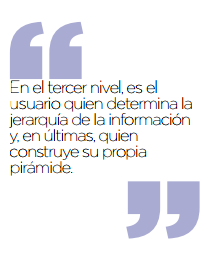 “
En el tercer nivel, es el
usuario quien determina la
jerarquía de la información
y, en últimas, quien
construye su propia
pirámide.
”